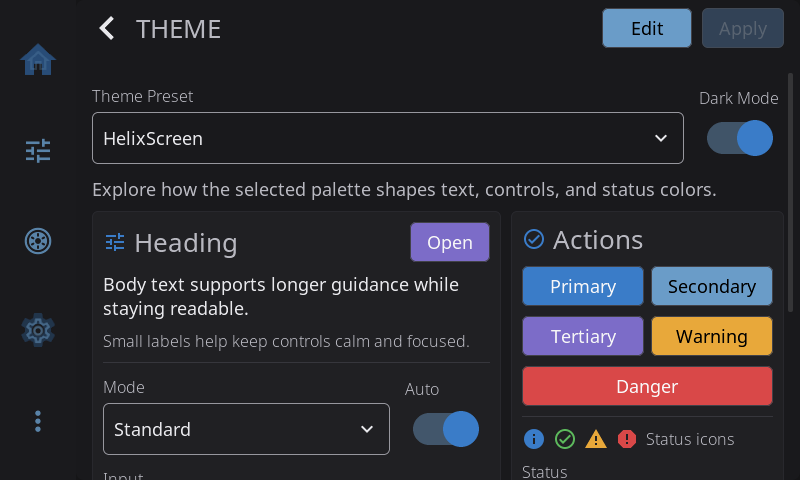 THEME
Edit
Apply
Theme Preset
Dark Mode
HelixScreen
Explore how the selected palette shapes text, controls, and status colors.
Heading
Open
Body text supports longer guidance while
staying readable.
Small labels help keep controls calm and focused.
Mode
Auto
Standard
Input
Actions
Primary
Secondary
Tertiary
Warning
Danger
Status icons
Status